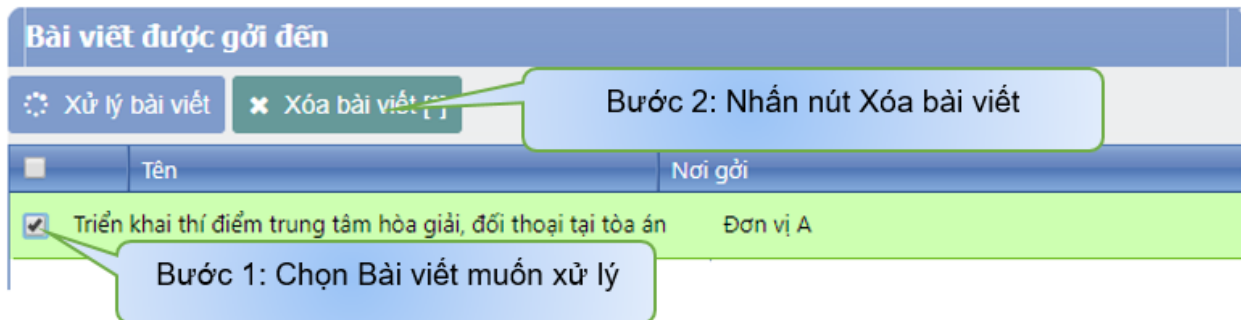 Bài viết được gởi đến
Xử lý bài viết
Xóa bài viết [*]
Bước 2: Nhấn nút Xóa bài viết
Tên Nơi gởi
Triển khai thí điểm trung tâm hòa giải, đối thoại tại tòa án Đơn vị A
Bước 1: Chọn Bài viết muốn xử lý